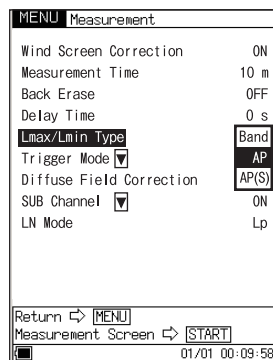 MENU Measurement
Wind Screen Correction ON
Measurement Time 10 m
Back Erase OFF
Delay Time 0 s
Lmax/Lmin Type Band
Trigger Mode ▼ AP
Diffuse Field Correction AP(S)
SUB Channel ▼ ON
LN Mode Lp
Return ⇨ MENU
Measurement Screen ⇨ START
01/01 00:09:58